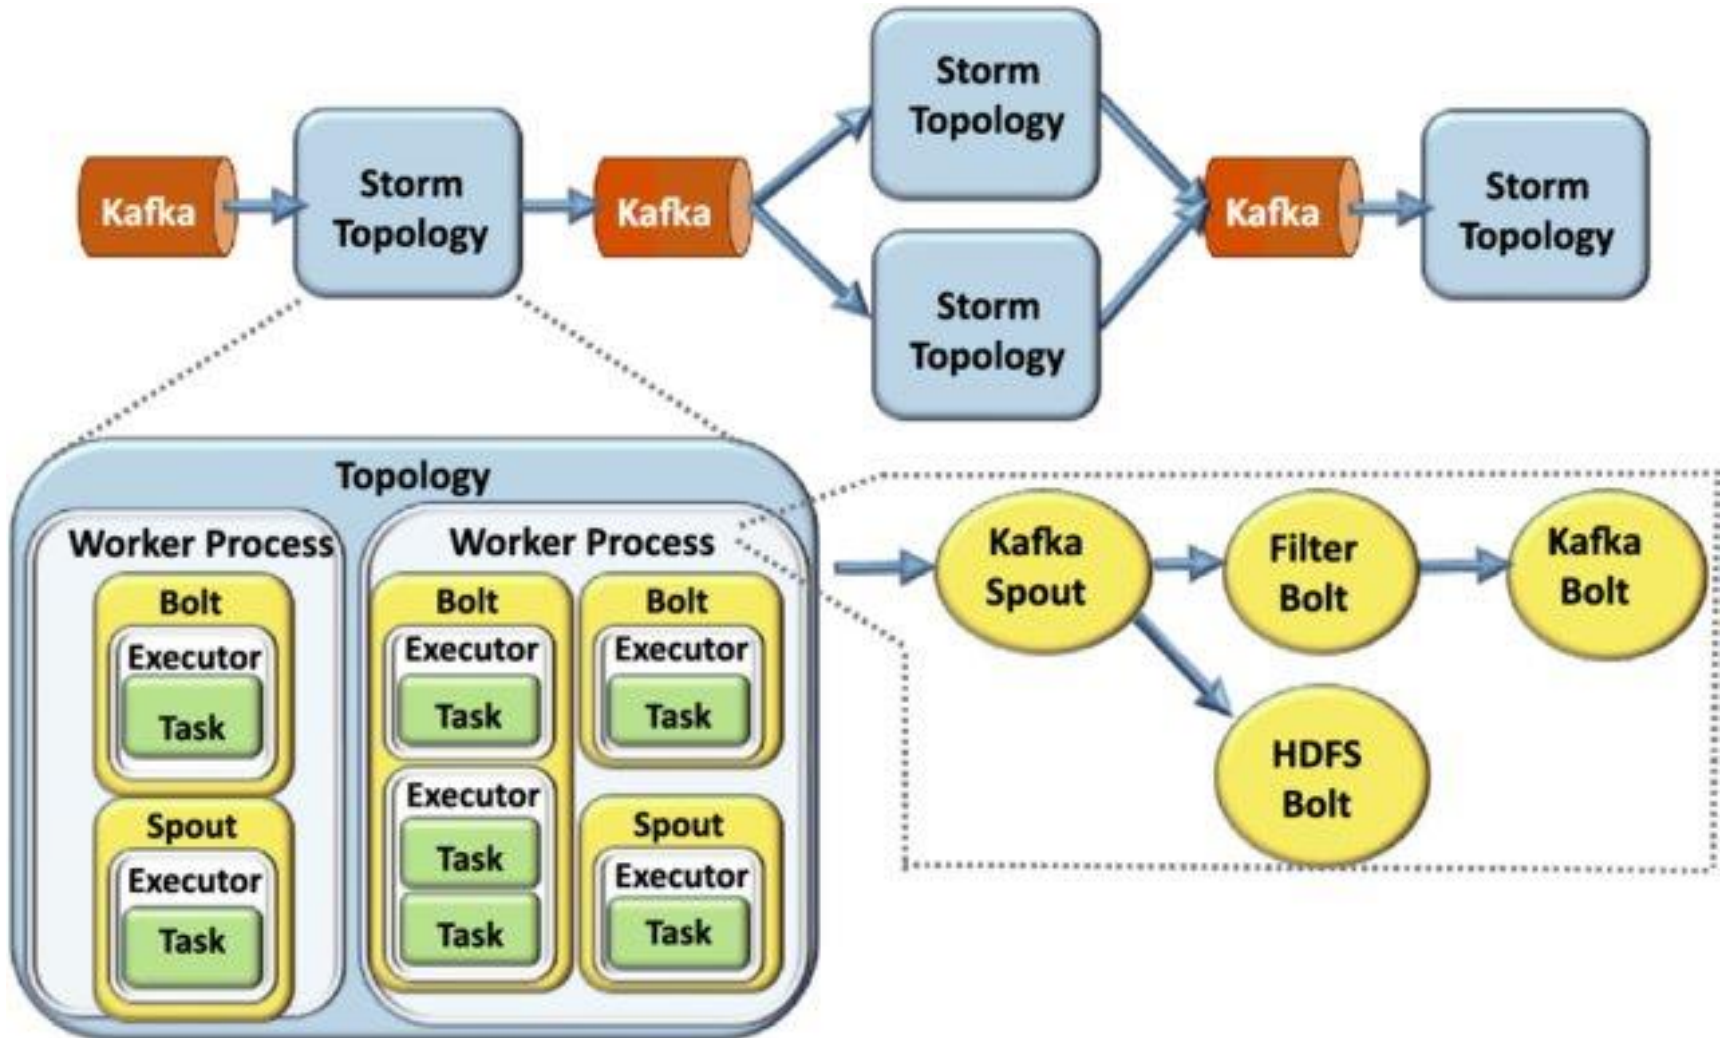 Storm
Topology
Storm
Topology
Kafka
Kafka
Kafka
Storm
Topology
Storm
Topology
Topology
Worker Process
Bolt
Executor
Task
Spout
Executor
Task
Worker Process
Bolt
Executor
Task
Executor
Task
Task
Bolt
Executor
Task
Spout
Executor
Task
Kafka
Spout
Filter
Bolt
Kafka
Bolt
HDFS
Bolt